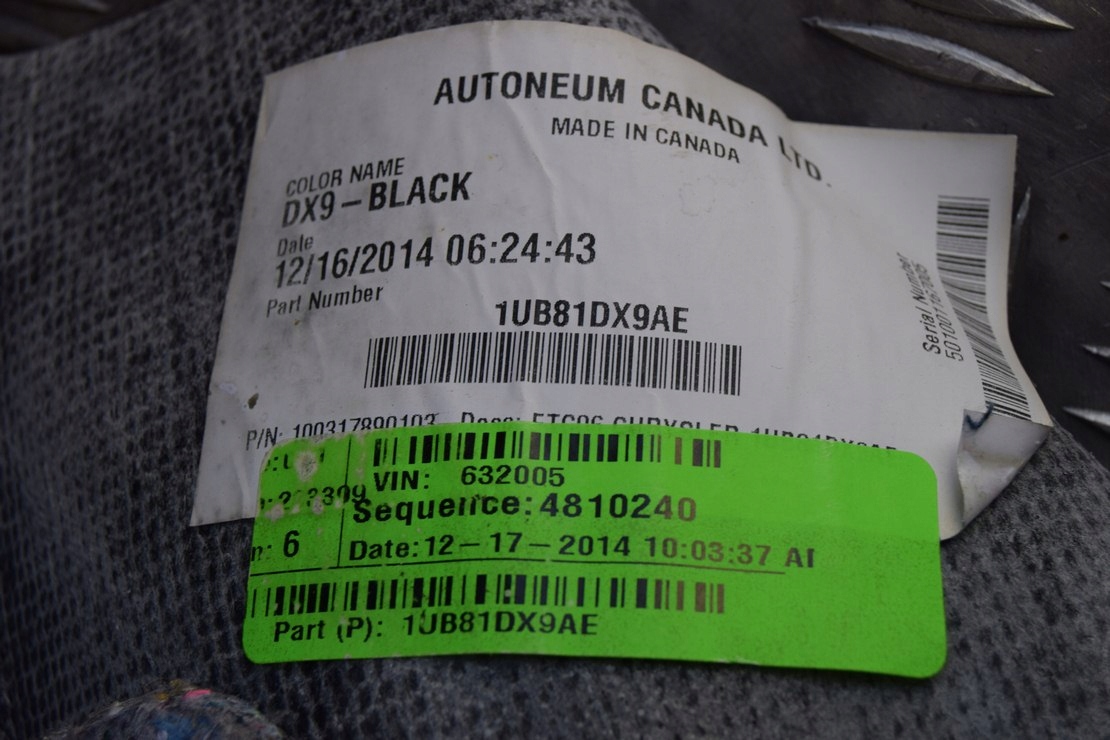 AUTONEUM CANADA LTD.
MADE IN CANADA
COLOR NAME
DX9-BLACK
Date
12/16/2014 06:24:43
Part Number
1UB81DX9AE
Serial Number
P/N: 100317890103
VIN: 632005
Sequence: 4810240
6
Date: 12-17-2014 10:03:37
Part (P): 1UB81DX9AE